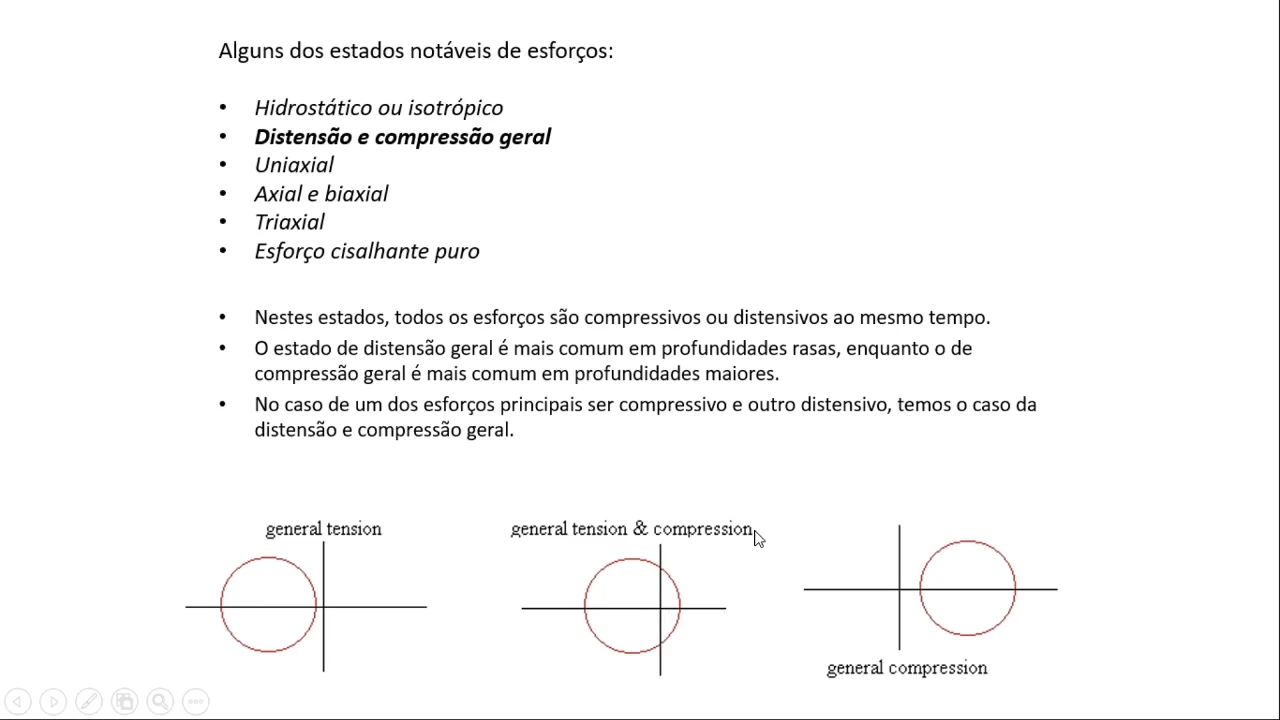 Alguns dos estados notáveis de esforços:
• Hidrostático ou isotrópico
• Distensão e compressão geral
• Uniaxial
• Axial e biaxial
• Triaxial
• Esforço cisalhante puro
• Nestes estados, todos os esforços são compressivos ou distensivos ao mesmo tempo.
• O estado de distensão geral é mais comum em profundidades rasas, enquanto o de
compressão geral é mais comum em profundidades maiores.
• No caso de um dos esforços principais ser compressivo e outro distensivo, temos o caso da
distensão e compressão geral.
general tension
general tension & compression
general compression